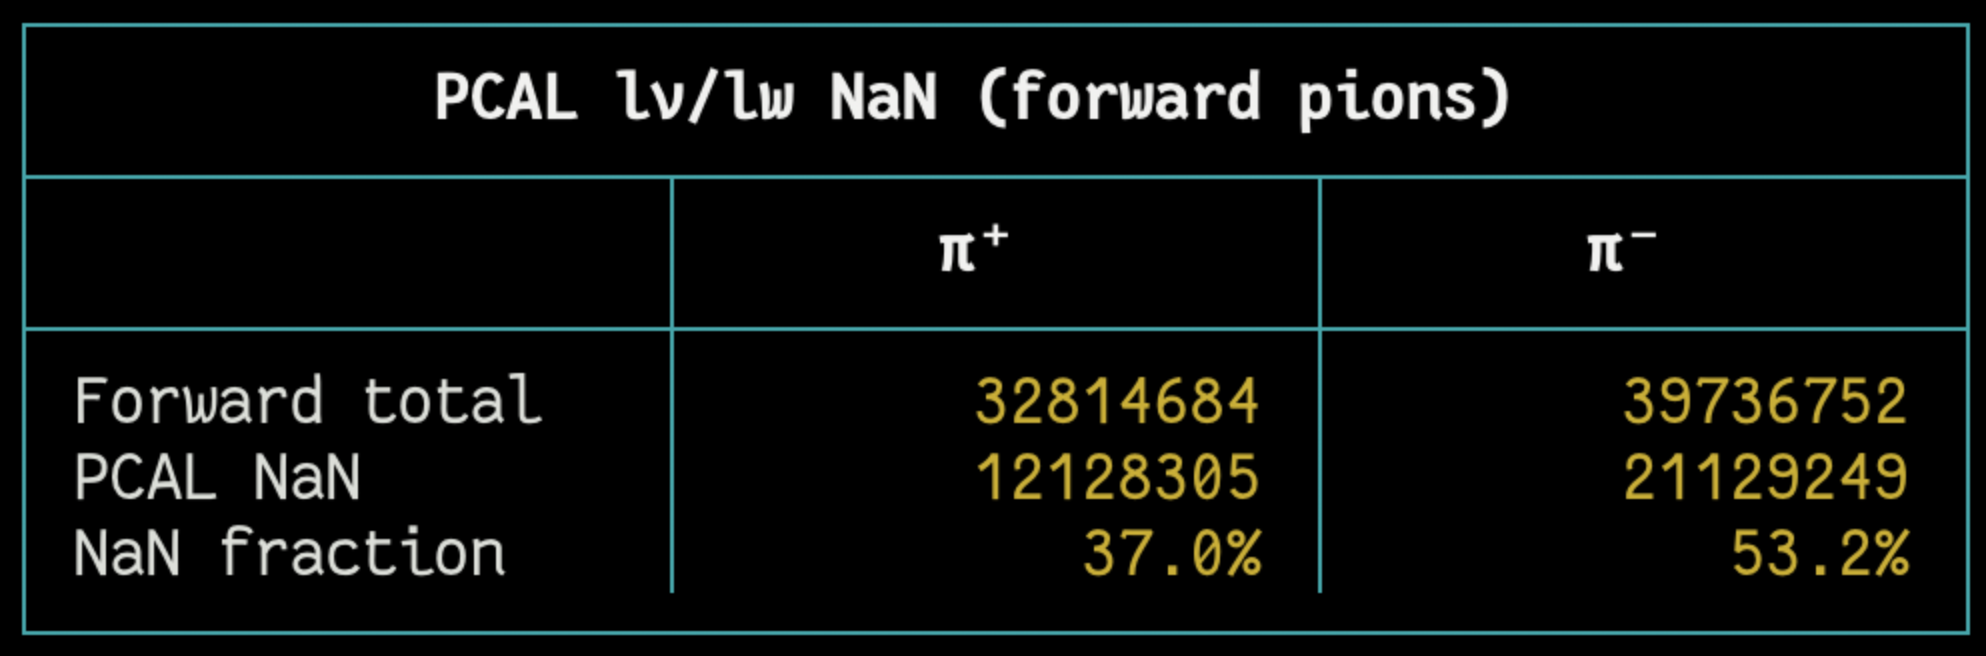 PCAL lv/lw NaN (forward pions)
π⁺ π⁻
Forward total 32814684 39736752
PCAL NaN 12128305 21129249
NaN fraction 37.0% 53.2%